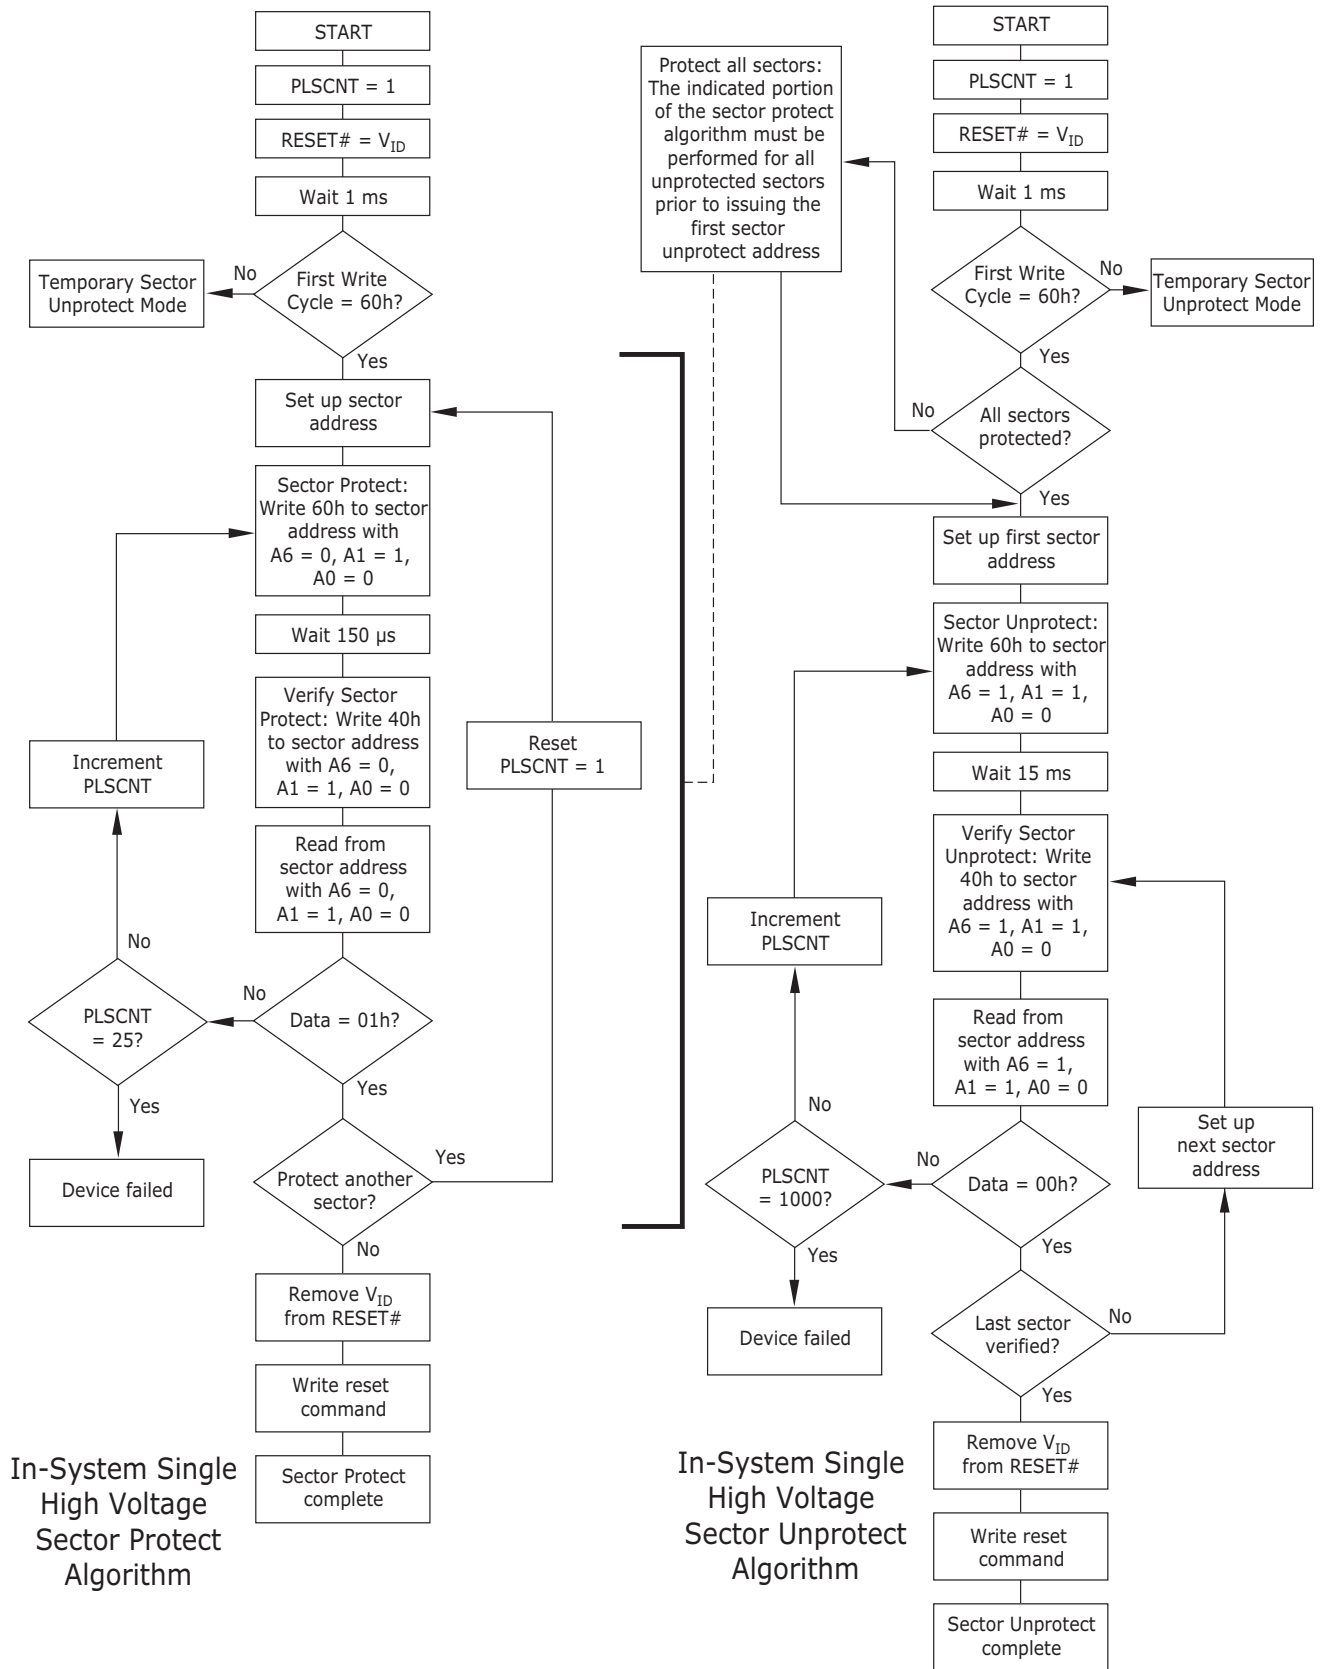 START
PLSCNT = 1
RESET# = VID
Wait 1 ms
First Write
Cycle = 60h?
No
Temporary Sector
Unprotect Mode
Yes
Set up sector
address
Sector Protect:
Write 60h to sector
address with
A6 = 0, A1 = 1,
A0 = 0
Wait 150 µs
Verify Sector
Protect: Write 40h
to sector address
with A6 = 0,
A1 = 1, A0 = 0
Reset
PLSCNT = 1
Increment
PLSCNT
Read from
sector address
with A6 = 0,
A1 = 1, A0 = 0
No
PLSCNT
= 25?
No
Data = 01h?
Yes
Yes
Device failed
Protect another
sector?
Yes
No
Remove VID
from RESET#
Write reset
command
Sector Protect
complete
In-System Single
High Voltage
Sector Protect
Algorithm
START
PLSCNT = 1
RESET# = VID
Wait 1 ms
Protect all sectors:
The indicated portion
of the sector protect
algorithm must be
performed for all
unprotected sectors
prior to issuing the
first sector
unprotect address
First Write
Cycle = 60h?
No
Temporary Sector
Unprotect Mode
Yes
No
All sectors
protected?
Yes
Set up first sector
address
Sector Unprotect:
Write 60h to sector
address with
A6 = 1, A1 = 1,
A0 = 0
Wait 15 ms
Verify Sector
Unprotect: Write
40h to sector
address with
A6 = 1, A1 = 1,
A0 = 0
Increment
PLSCNT
Read from
sector address
with A6 = 1,
A1 = 1, A0 = 0
No
PLSCNT
= 1000?
No
Data = 00h?
Set up
next sector
address
Yes
Yes
Device failed
Last sector
verified?
No
Yes
Remove VID
from RESET#
Write reset
command
Sector Unprotect
complete
In-System Single
High Voltage
Sector Unprotect
Algorithm